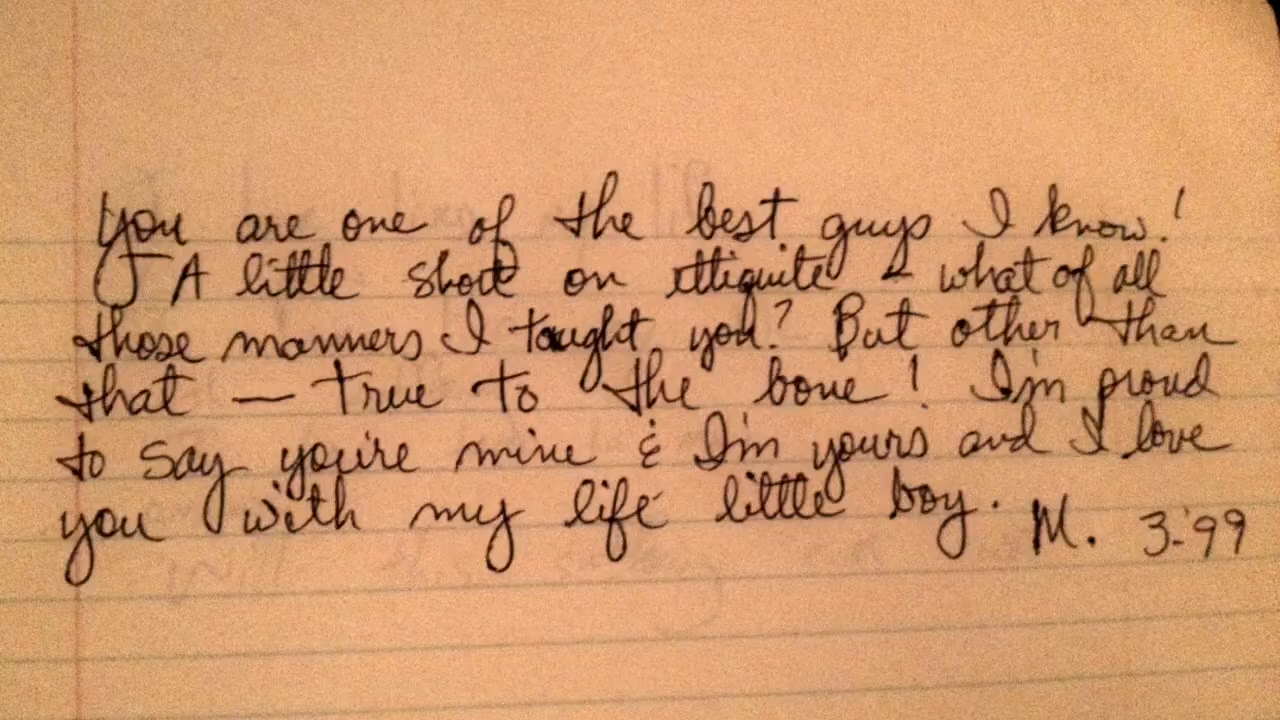 You are one of the best guys I know!
A little short on ettiquite - what of all
those manners I taught you? But other than
that — true to the bone! I'm proud
to say you're mine & I'm yours and I love
you with my life little boy. M. 3-'99